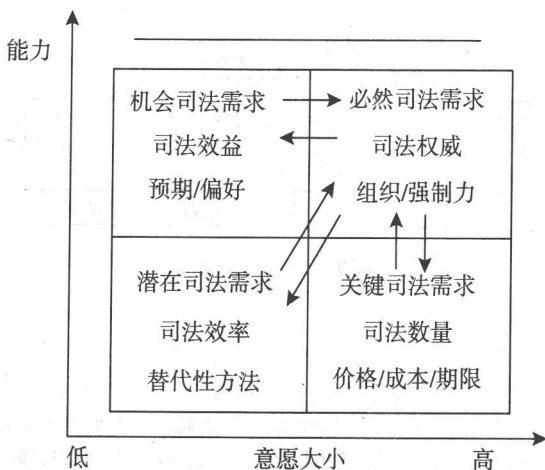 能力
机会司法需求
司法效益
预期/偏好
必然司法需求
司法权威
组织/强制力
潜在司法需求
司法效率
替代性方法
关键司法需求
司法数量
价格/成本/期限
低
意愿大小
高